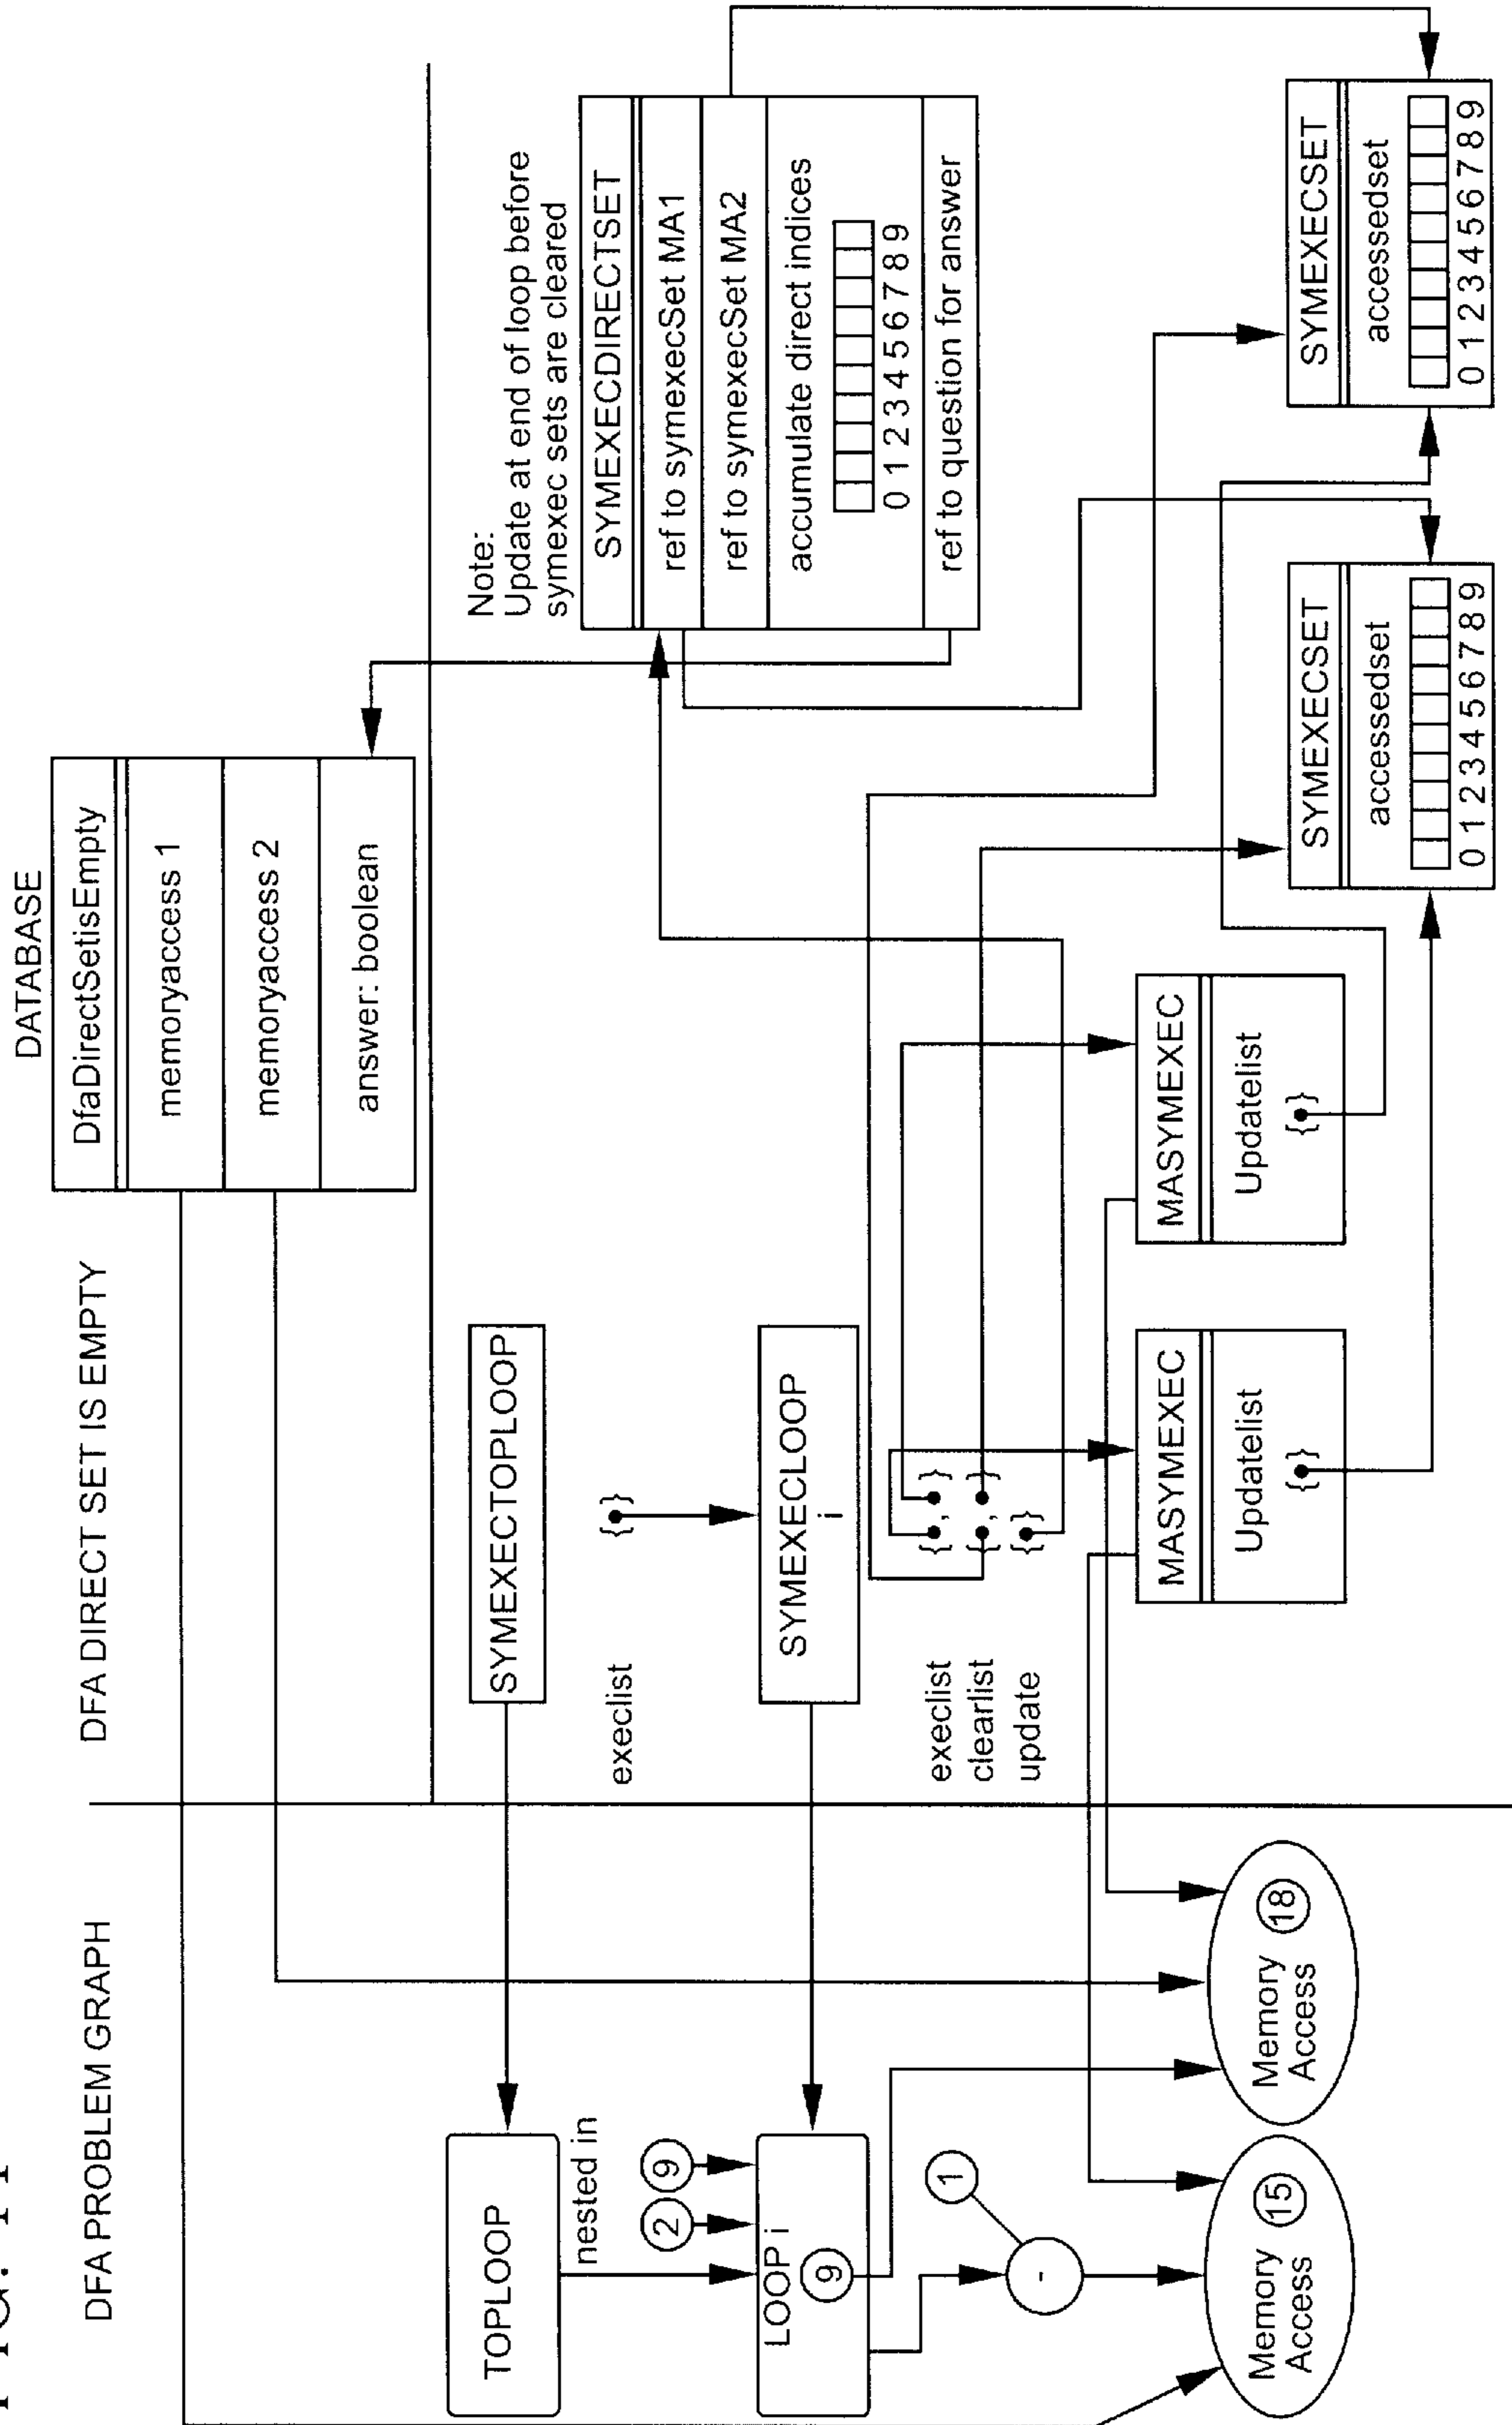 DFA PROBLEM GRAPH
DFA DIRECT SET IS EMPTY
DATABASE
DfaDirectSetisEmpty
memoryaccess 1
memoryaccess 2
answer: boolean
TOPLOOP
nested in
2
9
LOOP i
9
1
-
Memory
Access
15
Memory
Access
18
SYMEXECTOPLOOP
execlist
{•}
SYMEXECLOOP
i
execlist
{•,•}
clearlist
{•,•}
update
{•}
MASYMEXEC
Updatelist
{•}
MASYMEXEC
Updatelist
{•}
Note:
Update at end of loop before
symexec sets are cleared
SYMEXECDIRECTSET
ref to symexecSet MA1
ref to symexecSet MA2
accumulate direct indices
0 1 2 3 4 5 6 7 8 9
ref to question for answer
SYMEXECSET
accessedset
0 1 2 3 4 5 6 7 8 9
SYMEXECSET
accessedset
0 1 2 3 4 5 6 7 8 9